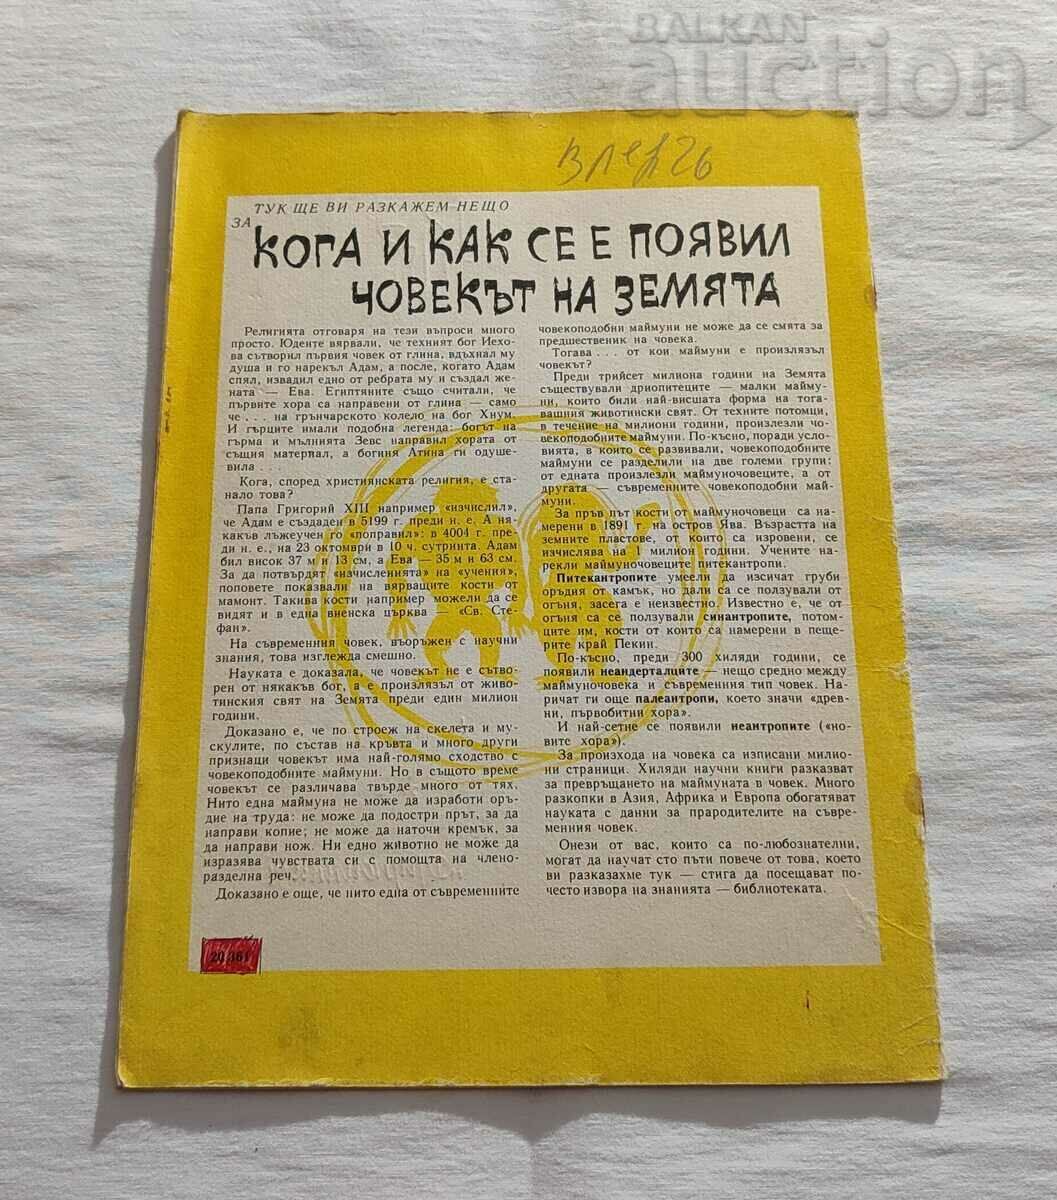 BALKAN
auction
ТУК ЩЕ ВИ РАЗКАЖЕМ НЕЩО
ЗА
КОГА И КАК СЕ Е ПОЯВИЛ
ЧОВЕКЪТ НА ЗЕМЯТА
Религията отговаря на тези въпроси много
просто. Юдеите вярвали, че техният бог Иехо-
ва сътворил първия човек от глина, вдъхнал му
душа и го нарекъл Адам, а после, когато Адам
спял, извадил едно от ребрата му и създал же-
ната — Ева. Египтяните също считали, че
първите хора са направени от глина — само
че . . . на грънчарското колело на бог Хнум.
И гърците имали подобна легенда: богът на
гърма и мълнията Зевс направил хората от
същия материал, а богиня Атина ги одуше-
вила . . .
Кога, според християнската религия, е ста-
нало това?
Папа Григорий XIII например «изчислил»,
че Адам е създаден в 5199 г. преди н. е. А ня-
какъв лъжеучен го «поправил»: в 4004 г. пре-
ди н. е., на 23 октомври в 10 ч. сутринта. Адам
бил висок 37 м и 13 см, а Ева — 35 м и 63 см.
За да потвърдят «изчисленията» на «учения»,
поповете показвали на вярващите кости от
мамонт. Такива кости например можели да се
видят и в една виенска църква — «Св. Сте-
фан».
На съвременния човек, въоръжен с научни
знания, това изглежда смешно.
Науката е доказала, че човекът не е сътво-
рен от някакъв бог, а е произлязъл от живо-
тинския свят на Земята преди един милион
години.
Доказано е, че по строеж на скелета и му-
скулите, по състав на кръвта и много други
признаци човекът има най-голямо сходство с
човекоподобните маймуни. Но в същото време
човекът се различава твърде много от тях.
Нито една маймуна не може да изработи оръ-
дие на труда: не може да подостри прът, за да
направи копие; не може да наточи кремък, за
да направи нож. Ни едно животно не може да
изразява чувствата си с помощта на члено-
разделна реч.
Доказано е още, че нито една от съвременните
човекоподобни маймуни не може да се смята за
предшественик на човека.
Тогава . . . от кои маймуни е произлязъл
човекът?
Преди трийсет милиона години на Земята
съществували дриопитеците — малки майму-
ни, които били най-висшата форма на тога-
вашния животински свят. От техните потомци,
в течение на милиони години, произлезли чо-
векоподобните маймуни. По-късно, поради усло-
вията, в които се развивали, човекоподобните
маймуни се разделили на две големи групи:
от едната произлезли маймуночовеците, а от
другата — съвременните човекоподобни май-
муни.
За пръв път кости от маймуночовеци са на-
мерени в 1891 г. на остров Ява. Възрастта на
земните пластове, от които са изровени, се
изчислява на 1 милион години. Учените на-
рекли маймуночовеците питекантропи.
Питекантропите умеели да изсичат груби
оръдия от камък, но дали са се ползували от
огъня, засега е неизвестно. Известно е, че от
огъня са се ползували синантропите, потом-
ците им, кости от които са намерени в пеще-
рите край Пекин.
По-късно, преди 300 хиляди години, се
появили неандерталците — нещо средно между
маймуночовека и съвременния тип човек. На-
ричат ги още палеантропи, което значи «древ-
ни, първобитни хора».
И най-сетне се появили неантропите («но-
вите хора»).
За произхода на човека са изписани милио-
ни страници. Хиляди научни книги разказват
за превръщането на маймуната в човек. Много
разкопки в Азия, Африка и Европа обогатяват
науката с данни за прародителите на съвре-
менния човек.
Онези от вас, които са по-любознателни,
могат да научат сто пъти повече от това, което
ви разказахме тук — стига да посещават по-
често извора на знанията — библиотеката.